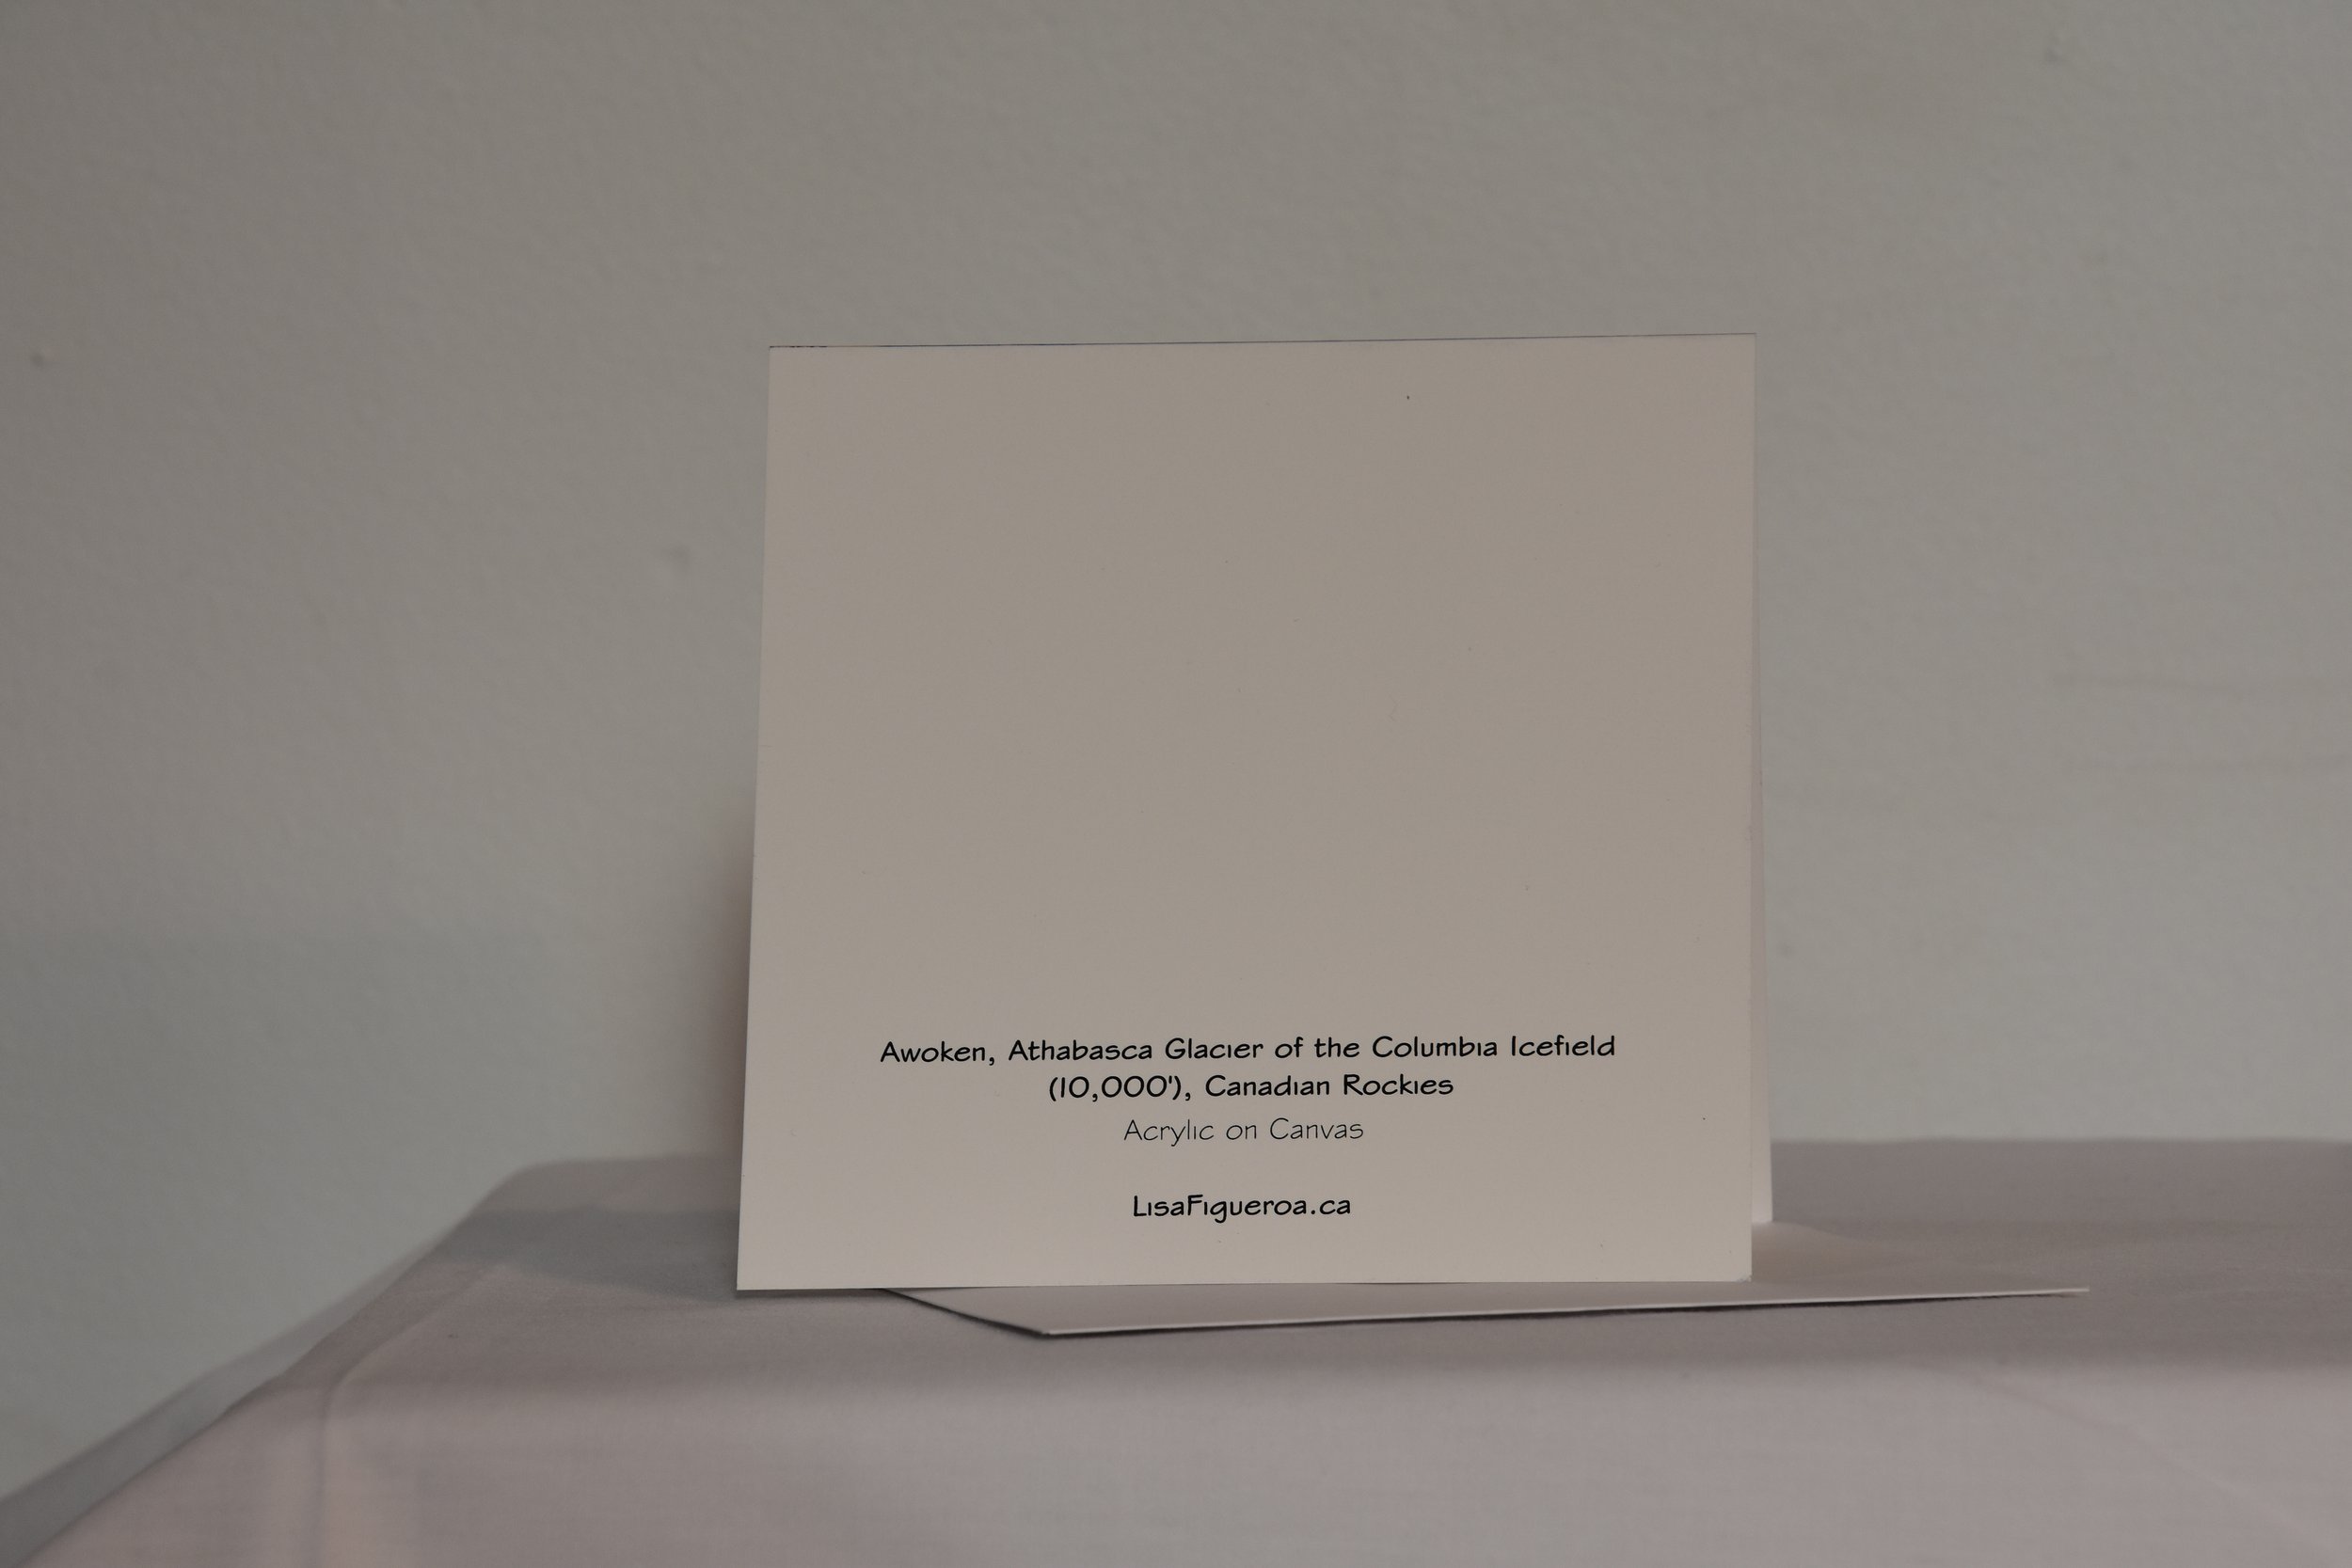 Awoken, Athabasca Glacier of the Columbia Icefield
(10,000'), Canadian Rockies
Acrylic on Canvas
LisaFigueroa.ca